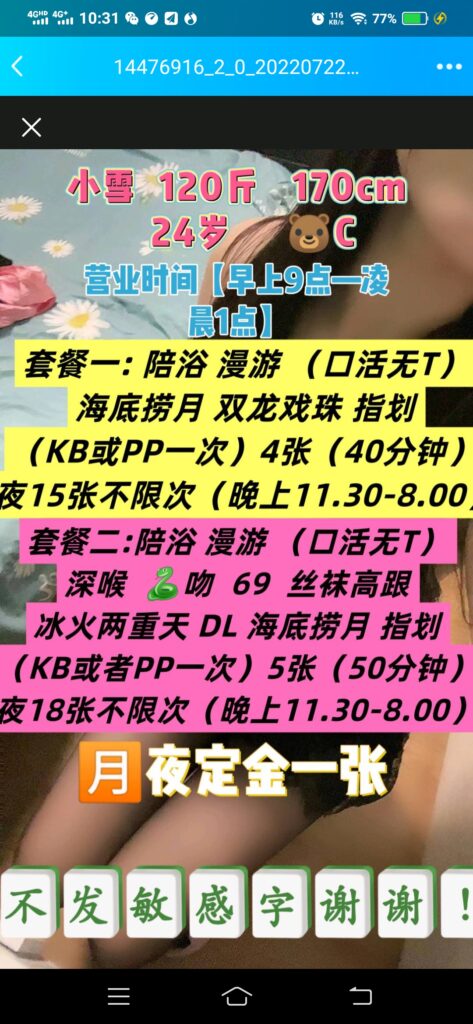 4GHD 4G+ 10:31 116 KB/s 77%
14476916_2_0_20220722...
小雪 120斤 170cm
24岁 🐻C
营业时间【早上9点—凌
晨1点】
套餐一: 陪浴 漫游 （口活无T）
海底捞月 双龙戏珠 指划
（KB或PP一次）4张（40分钟）
夜15张不限次（晚上11.30-8.00）
套餐二:陪浴 漫游 （口活无T）
深喉 🐍吻 69 丝袜高跟
冰火两重天 DL 海底捞月 指划
（KB或者PP一次）5张（50分钟）
夜18张不限次（晚上11.30-8.00）
🈷️夜定金一张
不发敏感字谢谢！